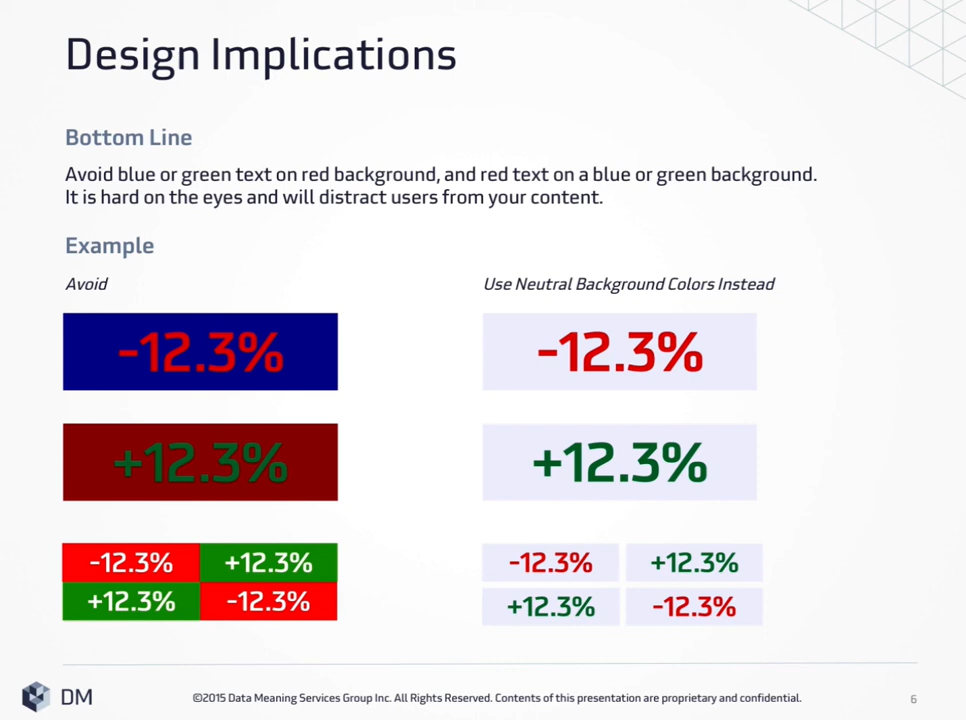 Design Implications
Bottom Line
Avoid blue or green text on red background, and red text on a blue or green background.
It is hard on the eyes and will distract users from your content.
Example
Avoid
Use Neutral Background Colors Instead
-12.3%
-12.3%
+12.3%
+12.3%
-12.3% +12.3%
+12.3% -12.3%
-12.3% +12.3%
+12.3% -12.3%
DM
©2015 Data Meaning Services Group Inc. All Rights Reserved. Contents of this presentation are proprietary and confidential.
6